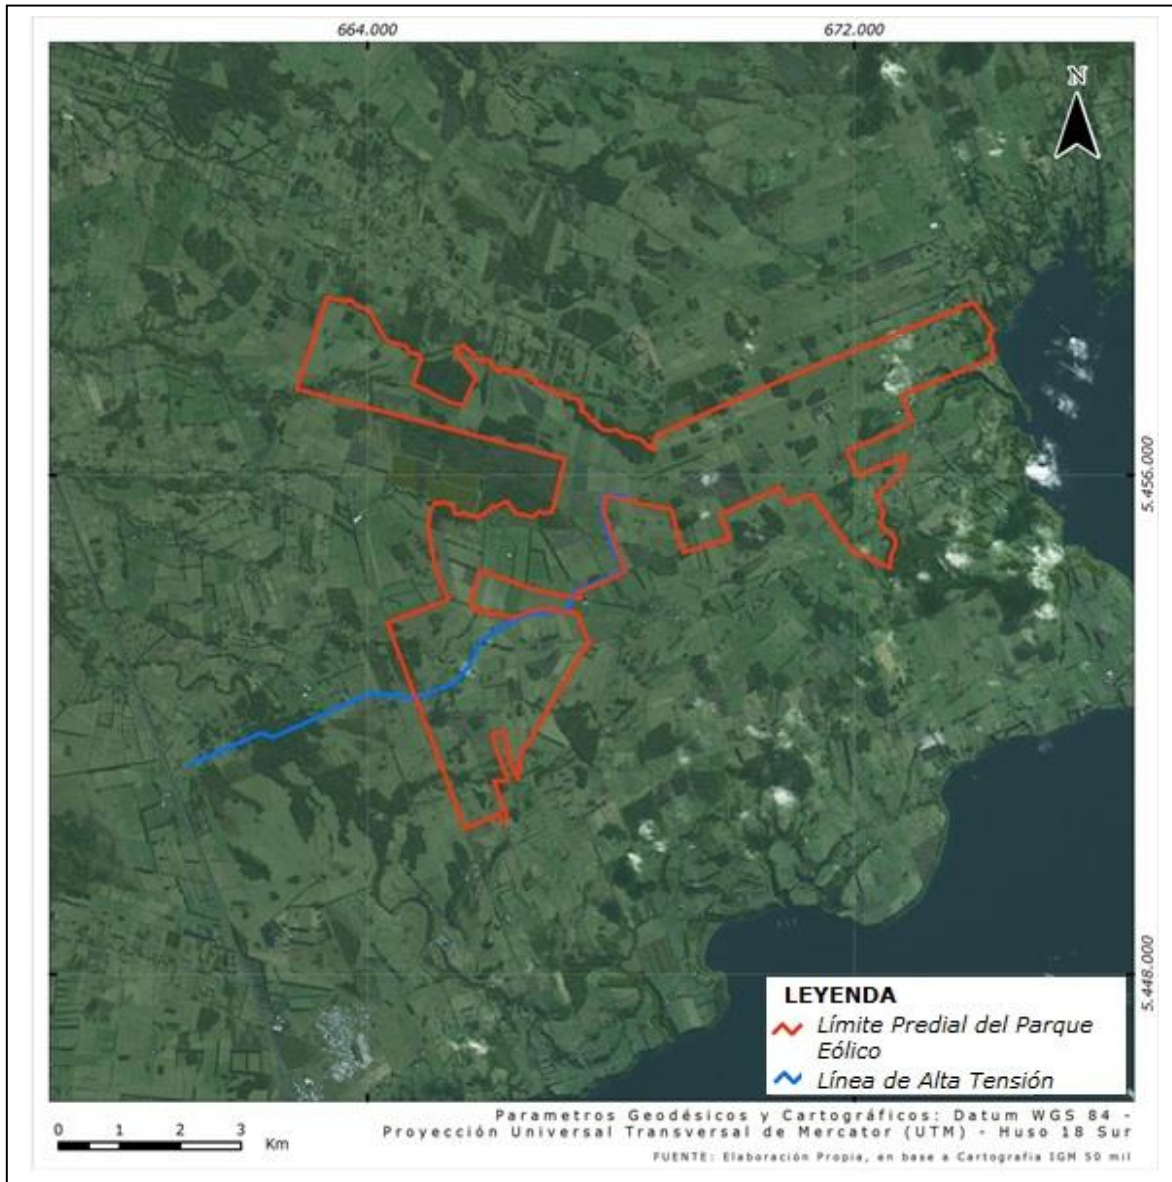 664.000
672.000
N
5.456.000
5.448.000
LEYENDA
Límite Predial del Parque
Eólico
Línea de Alta Tensión
0 1 2 3
Km
Parametros Geodésicos y Cartográficos: Datum WGS 84 -
Proyección Universal Transversal de Mercator (UTM) - Huso 18 Sur
FUENTE: Elaboración Propia, en base a Cartografia IGM 50 mil